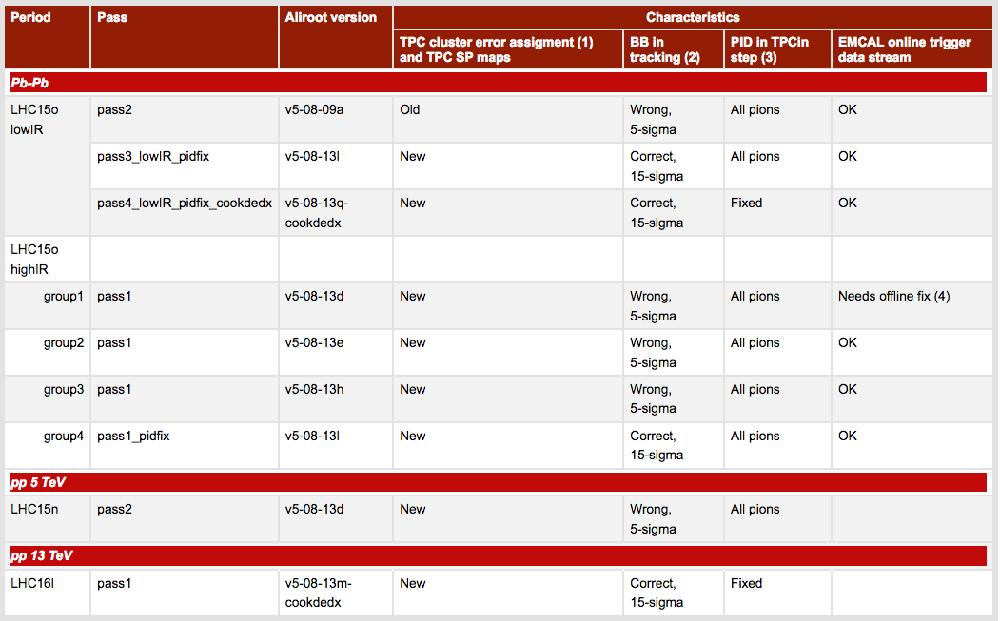 Period Pass Aliroot version Characteristics
TPC cluster error assigment (1) BB in PID in TPCin EMCAL online trigger
and TPC SP maps tracking (2) step (3) data stream
Pb-Pb
LHC15o pass2 v5-08-09a Old Wrong, All pions OK
lowIR 5-sigma
pass3_lowIR_pidfix v5-08-13l New Correct, All pions OK
15-sigma
pass4_lowIR_pidfix_cookdedx v5-08-13q- New Correct, Fixed OK
cookdedx 15-sigma
LHC15o
highIR
group1 pass1 v5-08-13d New Wrong, All pions Needs offline fix (4)
5-sigma
group2 pass1 v5-08-13e New Wrong, All pions OK
5-sigma
group3 pass1 v5-08-13h New Wrong, All pions OK
5-sigma
group4 pass1_pidfix v5-08-13l New Correct, All pions OK
15-sigma
pp 5 TeV
LHC15n pass2 v5-08-13d New Wrong, All pions
5-sigma
pp 13 TeV
LHC16l pass1 v5-08-13m- New Correct, Fixed
cookdedx 15-sigma